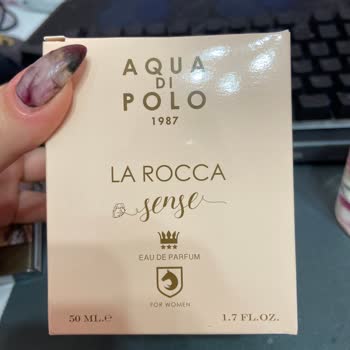 AQUA
DI
POLO
1987
LA ROCCA
sense
EAU DE PARFUM
FOR WOMEN
50 ML.℮ 1.7 FL.OZ.